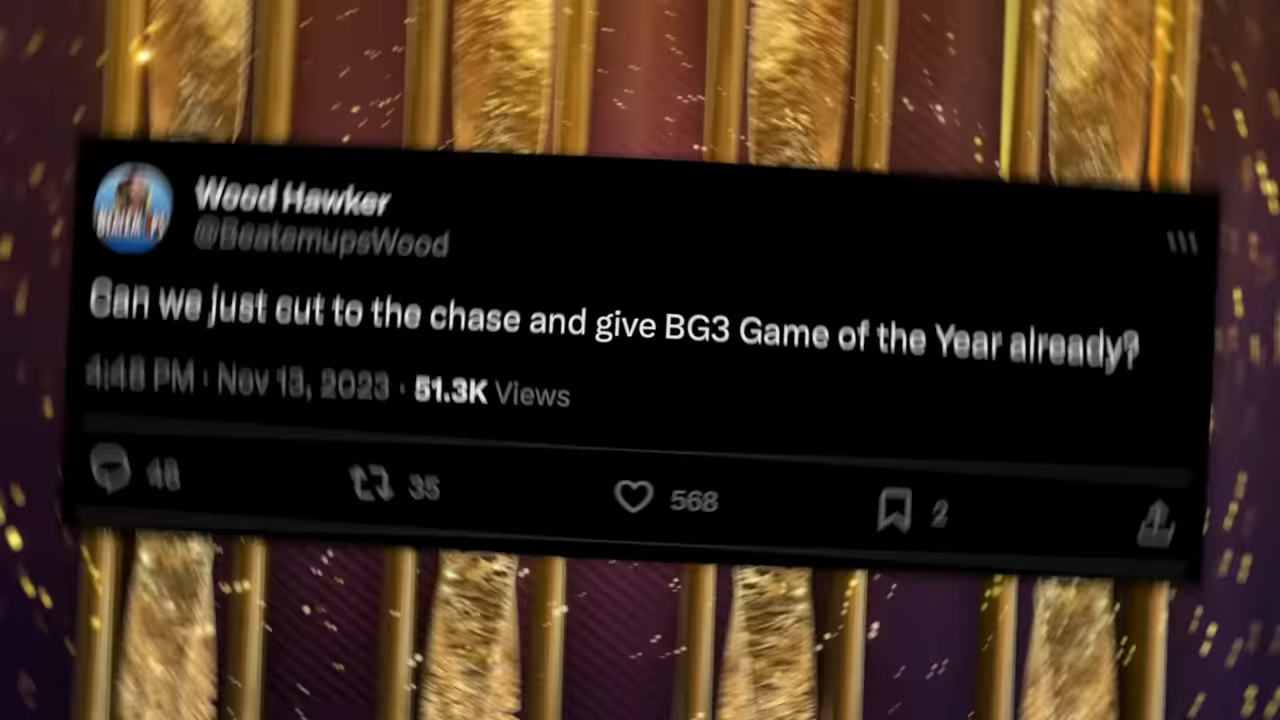 Wood Hawker
@BeatemupsWood
Can we just cut to the chase and give BG3 Game of the Year already?
4:48 PM · Nov 13, 2023 · 51.3K Views
48 35 568 2